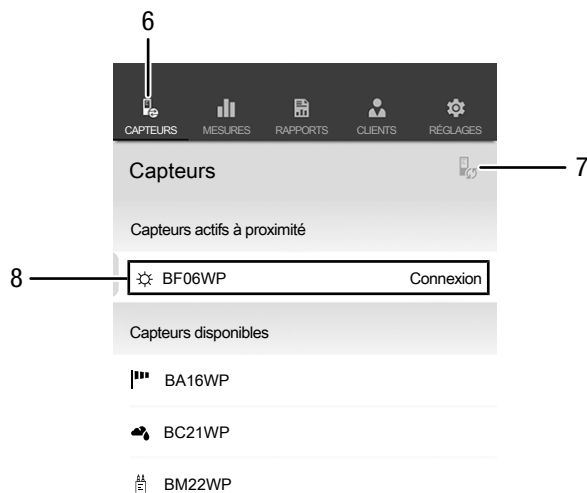 6
CAPTEURS MESURES RAPPORTS CLIENTS RÉGLAGES
Capteurs
7
Capteurs actifs à proximité
8
BF06WP Connexion
Capteurs disponibles
BA16WP
BC21WP
BM22WP